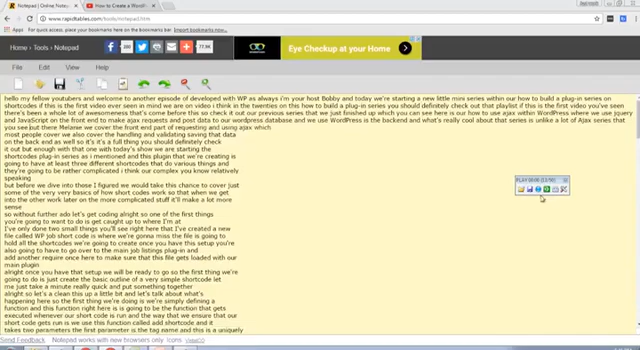 Notepad | Online Notep
How to Create a WordPr
www.rapidtables.com/tools/notepad.htm
For quick access, place your bookmarks here on the bookmarks bar. Import bookmarks now...
Home › Tools › Notepad
Eye Checkup at your Home
File Edit View Help
hello my fellow youtubers and welcome to another episode of developed with WP as always i'm your host Bobby and today we're starting a new little mini series within our how to build a plug-in series on
shortcodes if this is the first video ever seen in mind we are on video i think in the twenties on this how to build a plug-in series you should definitely check out that playlist if this is the first video you've seen
there's been a whole lot of awesomeness that's come before this so check it out our previous series that we just finished up which you can see here is our how to use ajax within WordPress where we use jquery
and JavaScript on the front end to make ajax requests and post data to our wordpress database and we use WordPress is the backend and what's really cool about that series is unlike a lot of Ajax series that
you see just out there Melanse we cover the front end part of requesting and using ajax which
most people cover we also cover the handling and validating saving that data
on the back end as well so it's it's a full thing you should definitely check
it out but enough with that one with today's show we are starting the
shortcodes plug-in series as i mentioned and this plugin that we're creating is
going to have at least three different shortcodes that do various things and
they're going to be rather complicated i think our complex you know relatively
speaking
but before we dive into those I figured we would take this chance to cover just
some of the very very basics of how short codes work so that when we get
into the other work later on the more complicated stuff it'll make a lot more
sense
so without further ado let's get coding alright so one of the first things
you're going to want to do is get caught up to where I'm at
I've only done two small things you'll see right here that I've created a new
file called WP job short code is where we're gonna miss the file is going to
hold all the shortcodes we're going to create once you have this setup you're
also going to have to go over to the main job listings plug-in and
add another require once here to make sure that this file gets loaded with our
main plugin
alright once you have that setup we will be ready to go so the first thing we're
going to do is just create the basic outline of a very simple shortcode let
me just take a minute really quick and put something together
alright so let's a clean this up a little bit and let's talk about what's
happening here so the first thing we're doing is we're simply defining a
function and this function right here is going to be the function that gets
executed whenever our short code is run and the way that we ensure that our
short code gets run is we use this function called add shortcode and it
takes two parameters the first parameter is the tag name and this is a uniquely
Send Feedback Notepad works with new browsers only Icons